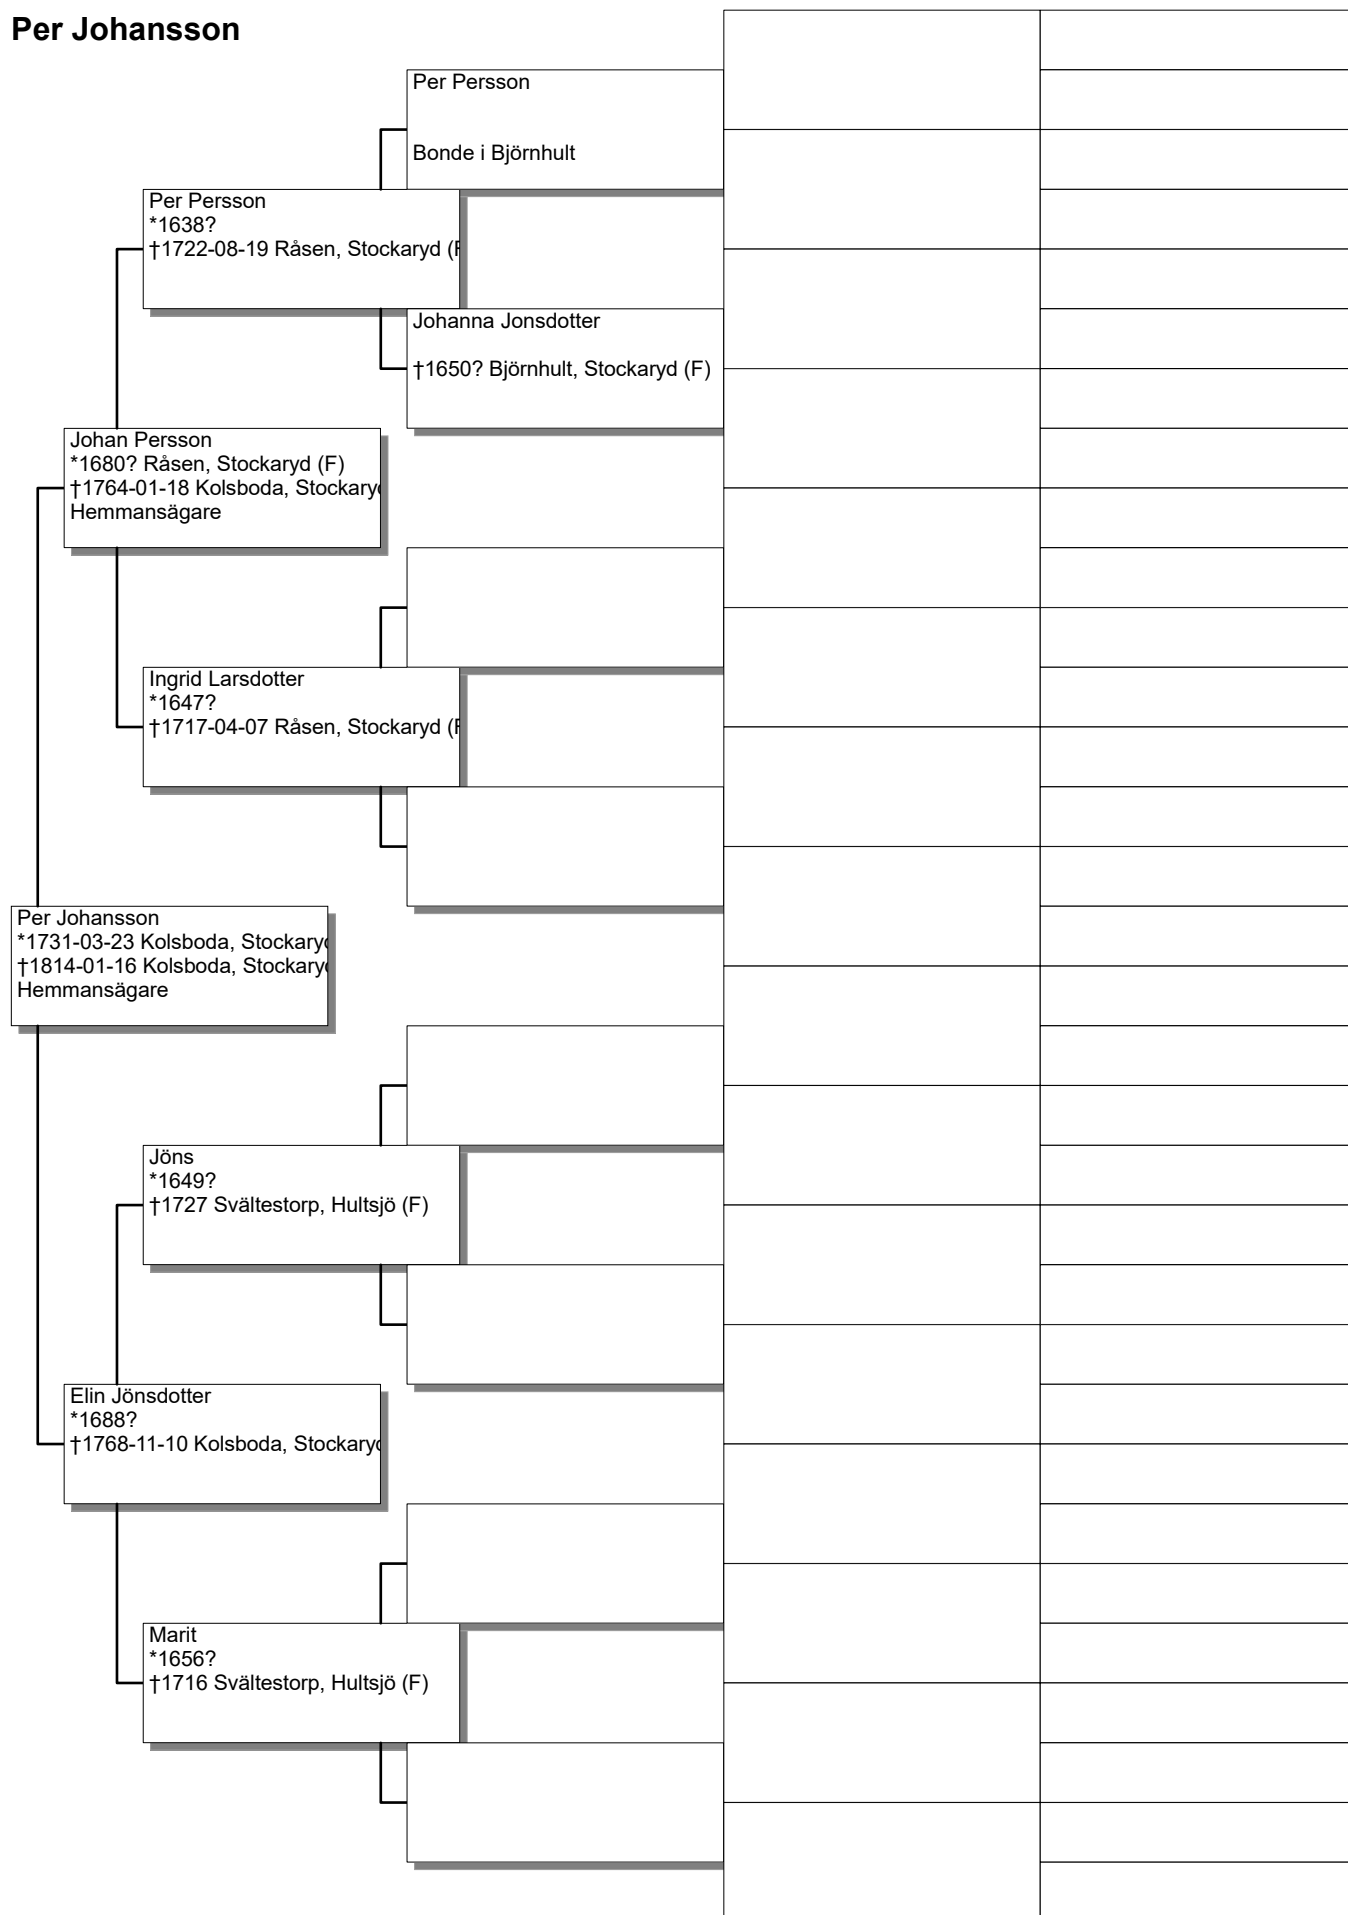 Per Johansson
Per Persson
Bonde i Björnhult
Per Persson
*1638?
†1722-08-19 Råsen, Stockaryd (
Johanna Jonsdotter
†1650? Björnhult, Stockaryd (F)
Johan Persson
*1680? Råsen, Stockaryd (F)
†1764-01-18 Kolsboda, Stockaryd
Hemmansägare
Ingrid Larsdotter
*1647?
†1717-04-07 Råsen, Stockaryd (
Per Johansson
*1731-03-23 Kolsboda, Stockaryd
†1814-01-16 Kolsboda, Stockaryd
Hemmansägare
Jöns
*1649?
†1727 Svältestorp, Hultsjö (F)
Elin Jönsdotter
*1688?
†1768-11-10 Kolsboda, Stockaryd
Marit
*1656?
†1716 Svältestorp, Hultsjö (F)